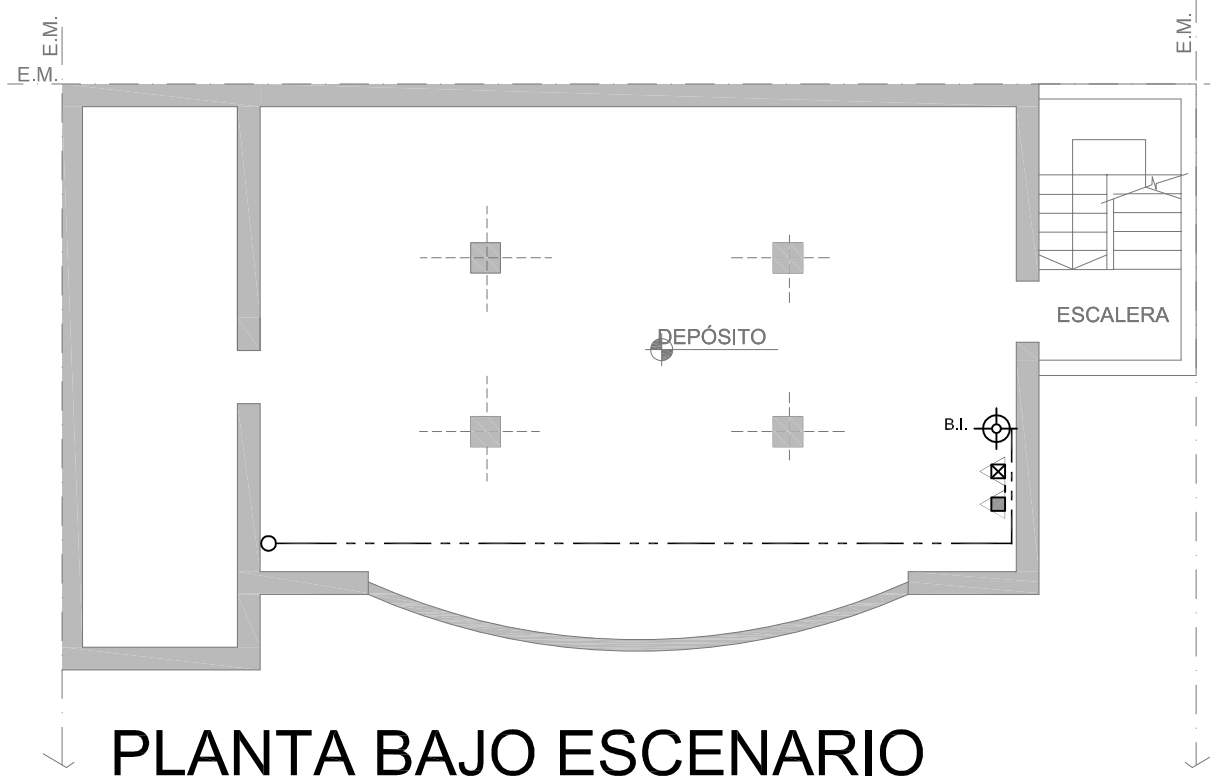 E.M.
E.M.
E.M.
ESCALERA
DEPÓSITO
B.I.
PLANTA BAJO ESCENARIO